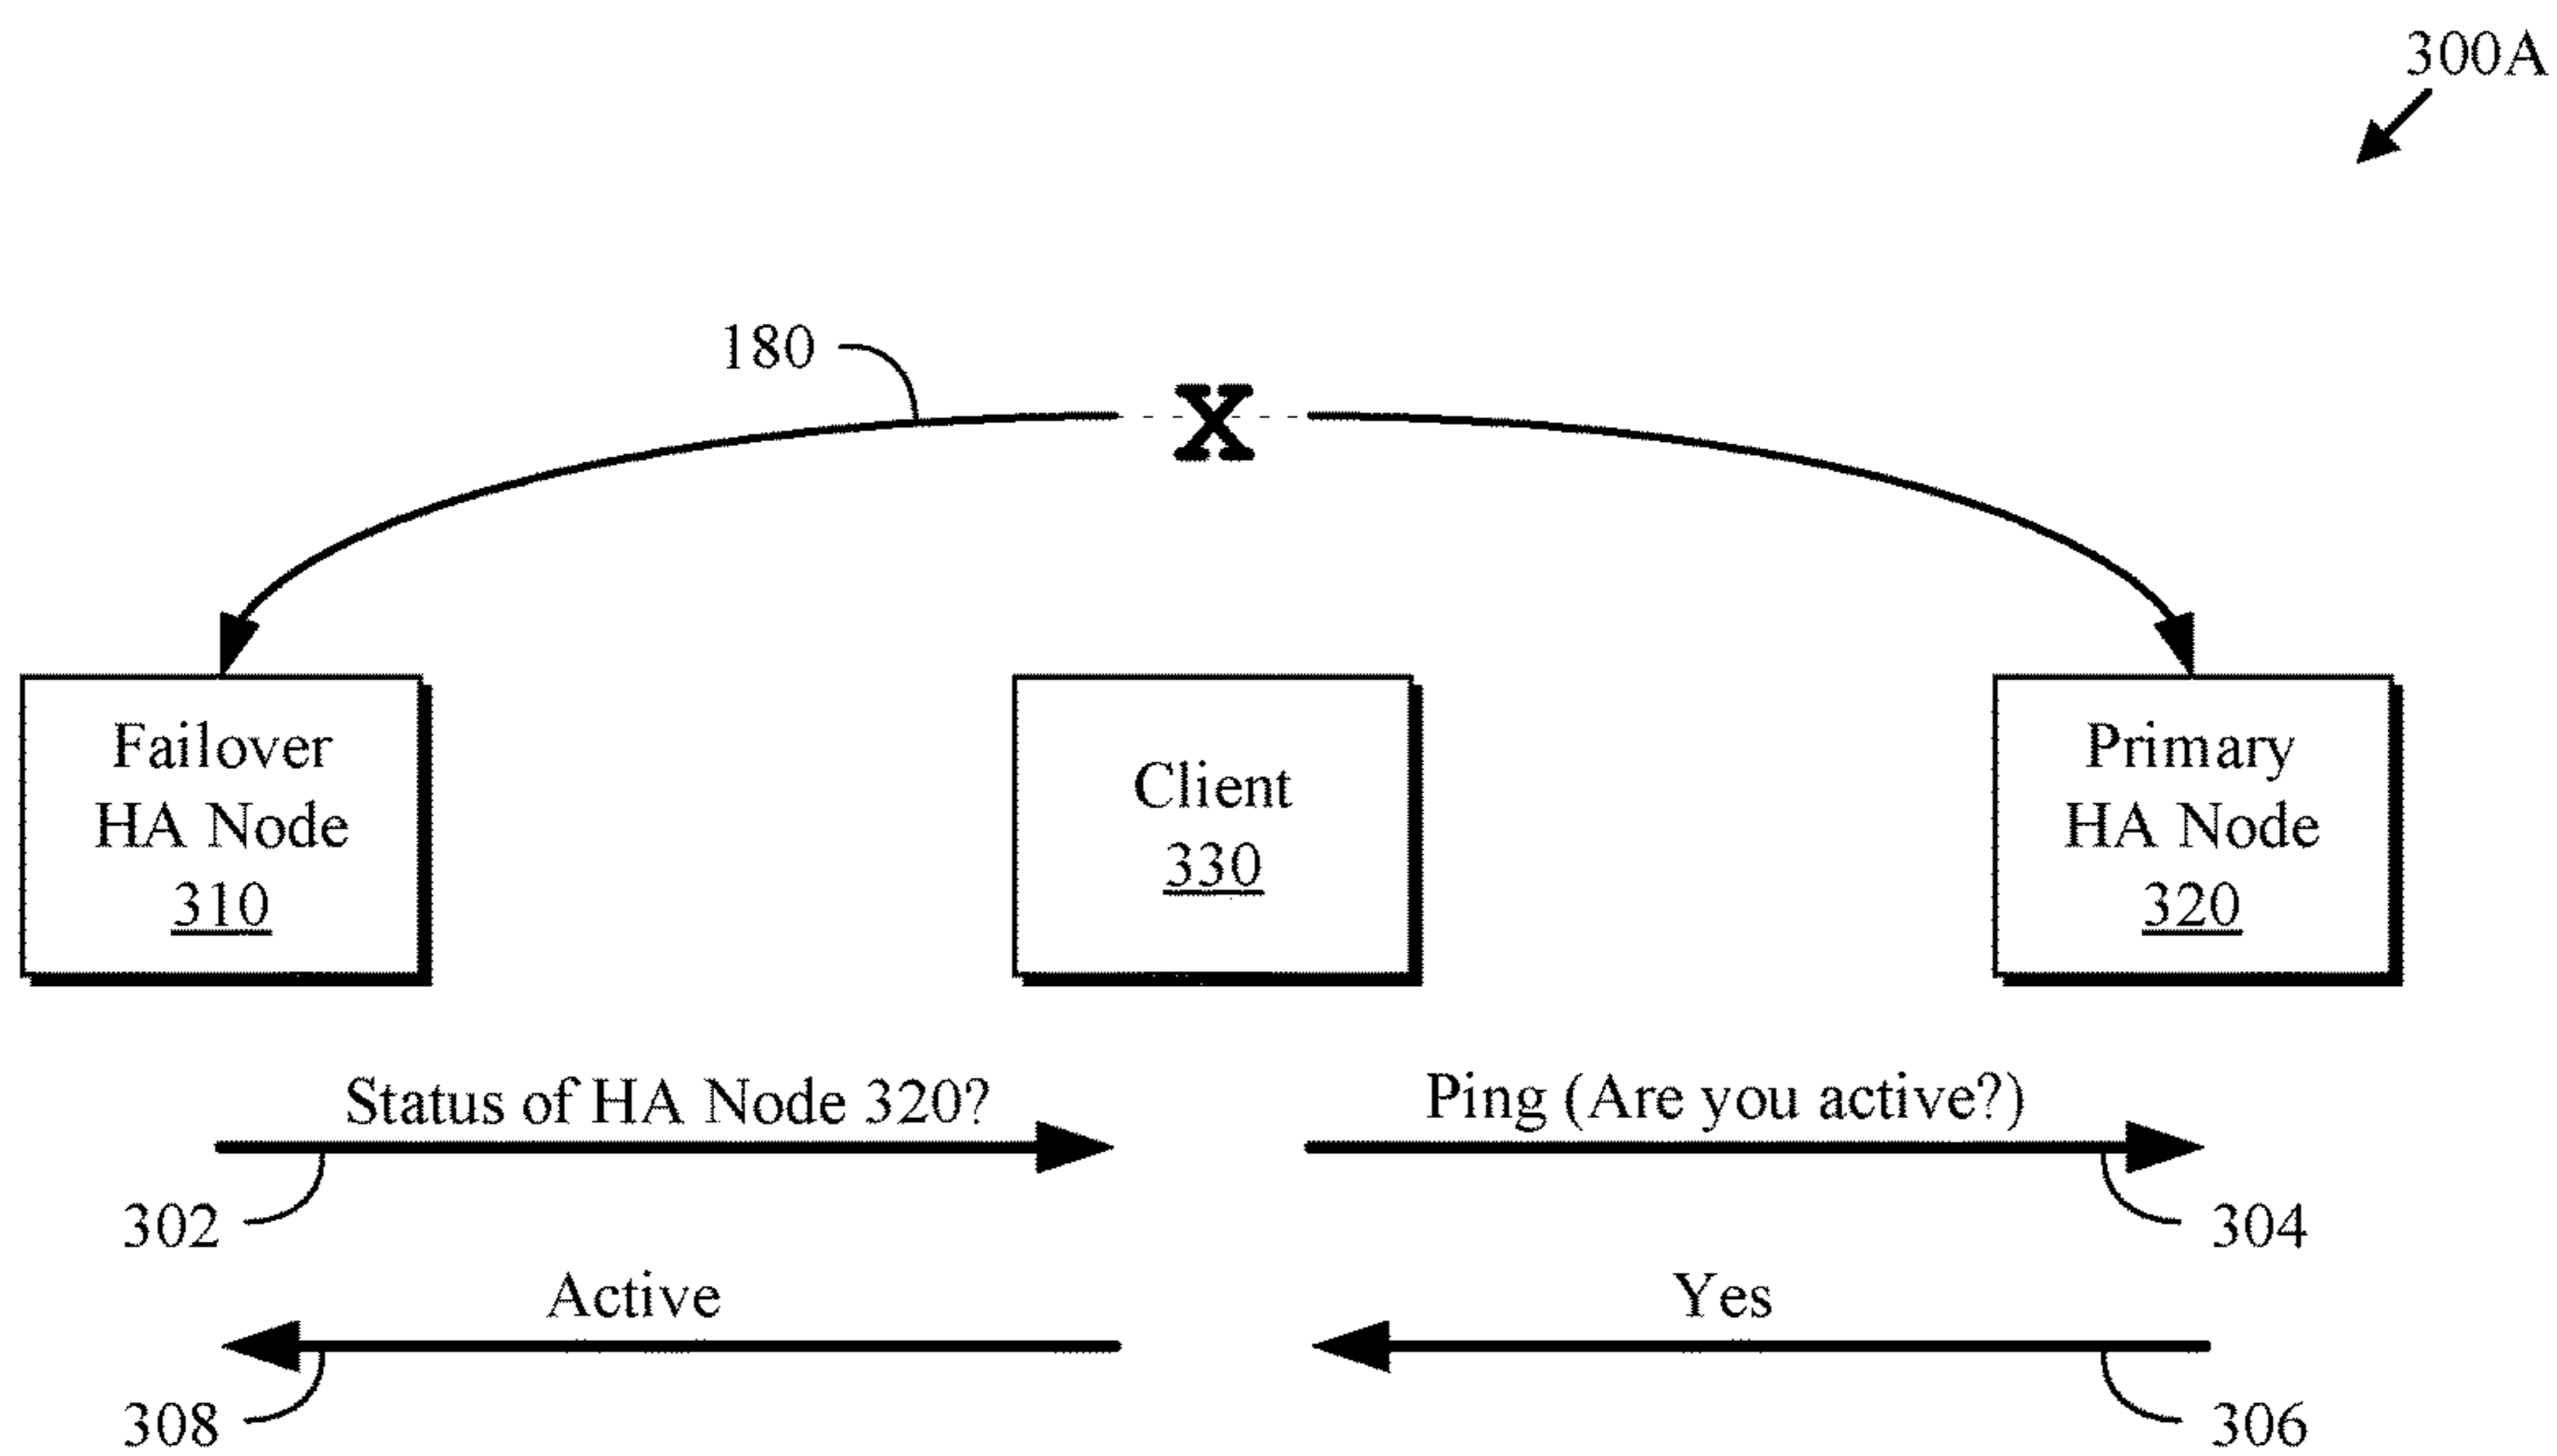 300A
180
X
Failover
HA Node
310
Client
330
Primary
HA Node
320
Status of HA Node 320?
Ping (Are you active?)
302
304
Active
Yes
308
306